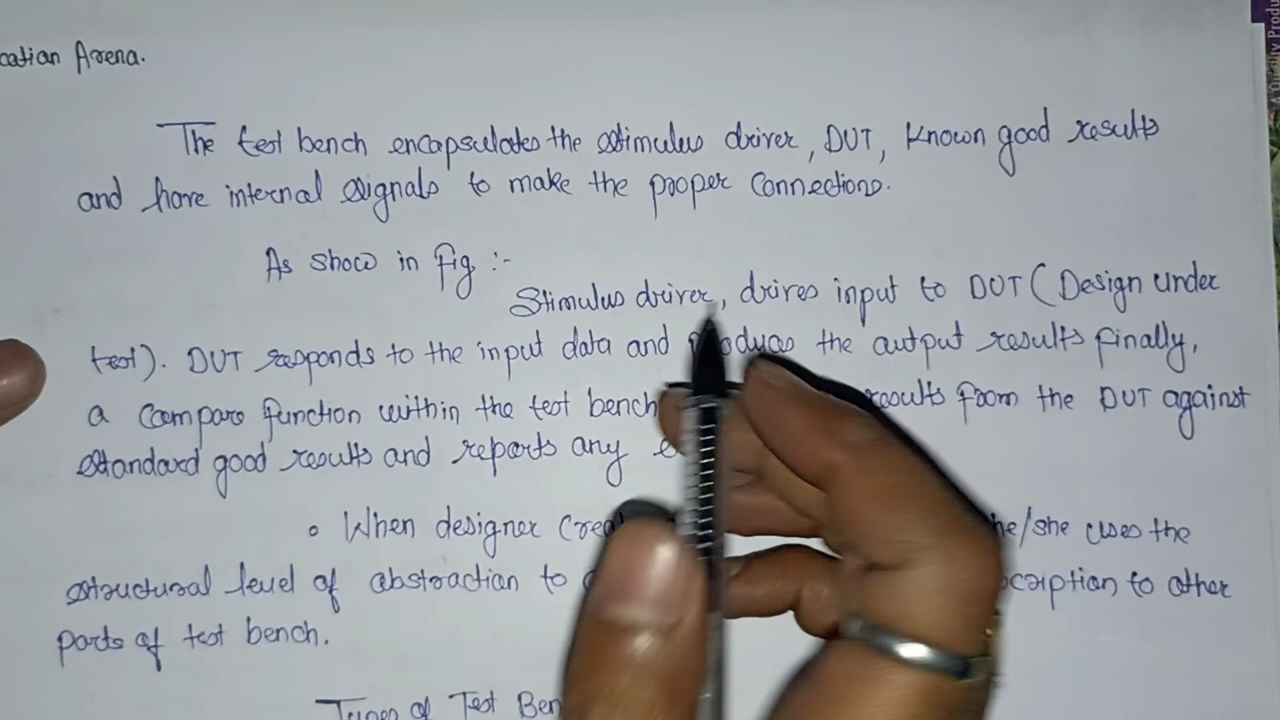 cation Arena.
The test bench encapsulates the stimulus driver, DUT, known good results
and have internal signals to make the proper connections.
As show in fig :-
Stimulus driver, drives input to DUT (Design under
test). DUT responds to the input data and the output results finally,
a compare function within the test bench results from the DUT against
standard good results and reports any
When designer he/she uses the
structural level of abstraction to to other
parts of test bench.
Types of Test